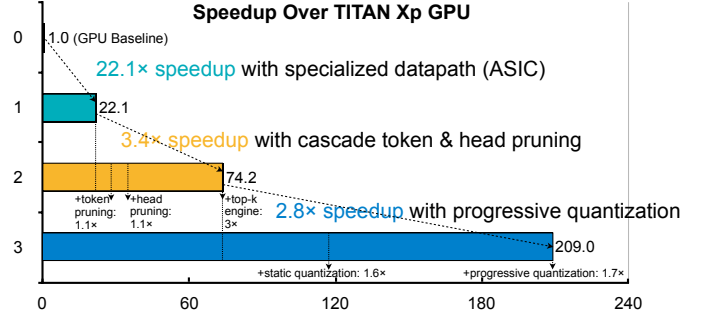 Speedup Over TITAN Xp GPU
0
1.0 (GPU Baseline)
22.1× speedup with specialized datapath (ASIC)
1
22.1
3.4× speedup with cascade token & head pruning
2
74.2
+token pruning: 1.1×
+head pruning: 1.1×
+top-k engine: 3×
2.8× speedup with progressive quantization
3
209.0
+static quantization: 1.6×
+progressive quantization: 1.7×
0
60
120
180
240